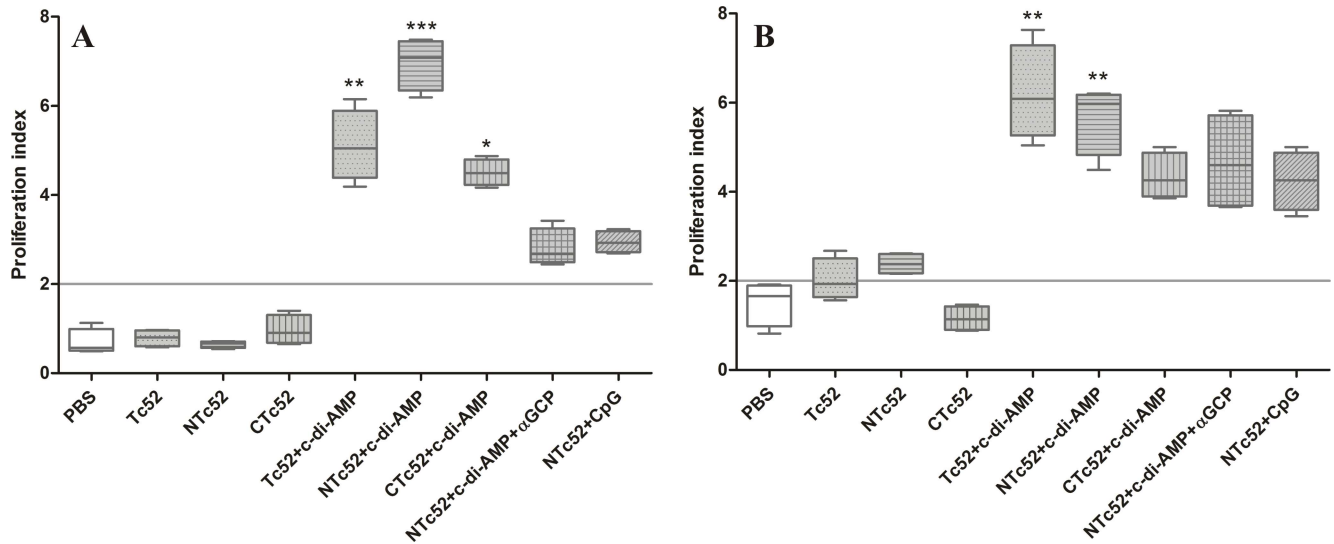 A
Proliferation index
8
6
4
2
0
**
***
*
PBS
Tc52
NTc52
CTc52
Tc52+c-di-AMP
NTc52+c-di-AMP
CTc52+c-di-AMP
NTc52+c-di-AMP+αGCP
NTc52+CpG
B
Proliferation index
8
6
4
2
0
**
**
PBS
Tc52
NTc52
CTc52
Tc52+c-di-AMP
NTc52+c-di-AMP
CTc52+c-di-AMP
NTc52+c-di-AMP+αGCP
NTc52+CpG